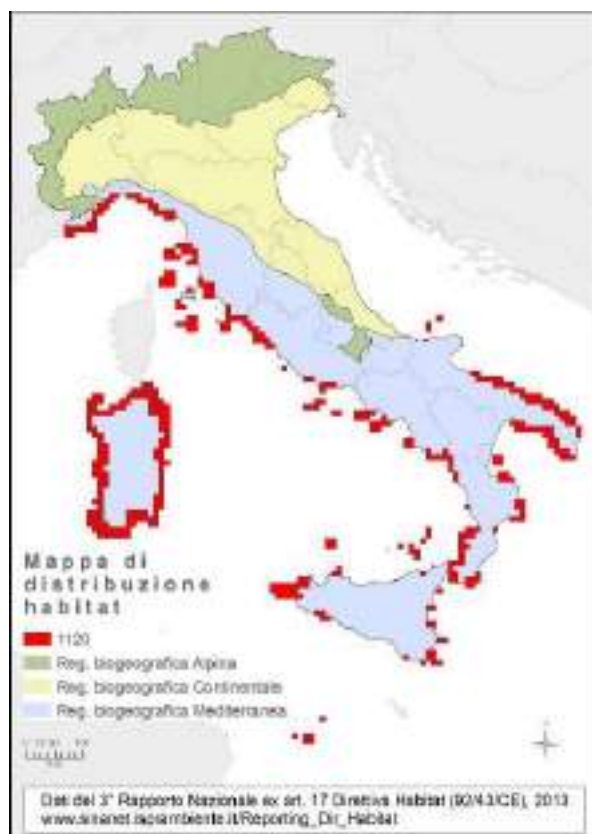 Mappa di
distribuzione
habitat
1120
Reg. biogeografica Alpina
Reg. biogeografica Continentale
Reg. biogeografica Mediterranea
Dati del 3° Rapporto Nazionale ex art. 17 Direttiva Habitat (92/43/CE), 2013
www.sinanet.isprambiente.it/Reporting_Dir_Habitat